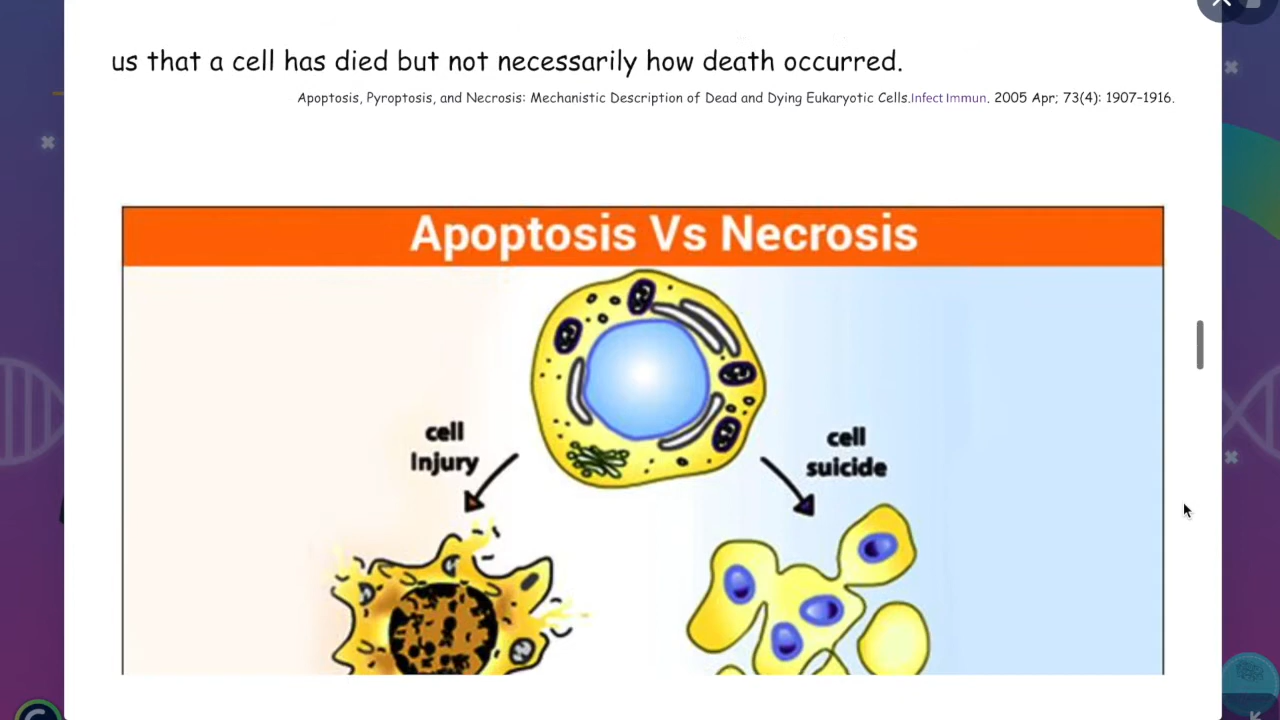 us that a cell has died but not necessarily how death occurred.
Apoptosis, Pyroptosis, and Necrosis: Mechanistic Description of Dead and Dying Eukaryotic Cells.Infect Immun. 2005 Apr; 73(4): 1907–1916.
Apoptosis Vs Necrosis
cell
Injury
cell
suicide